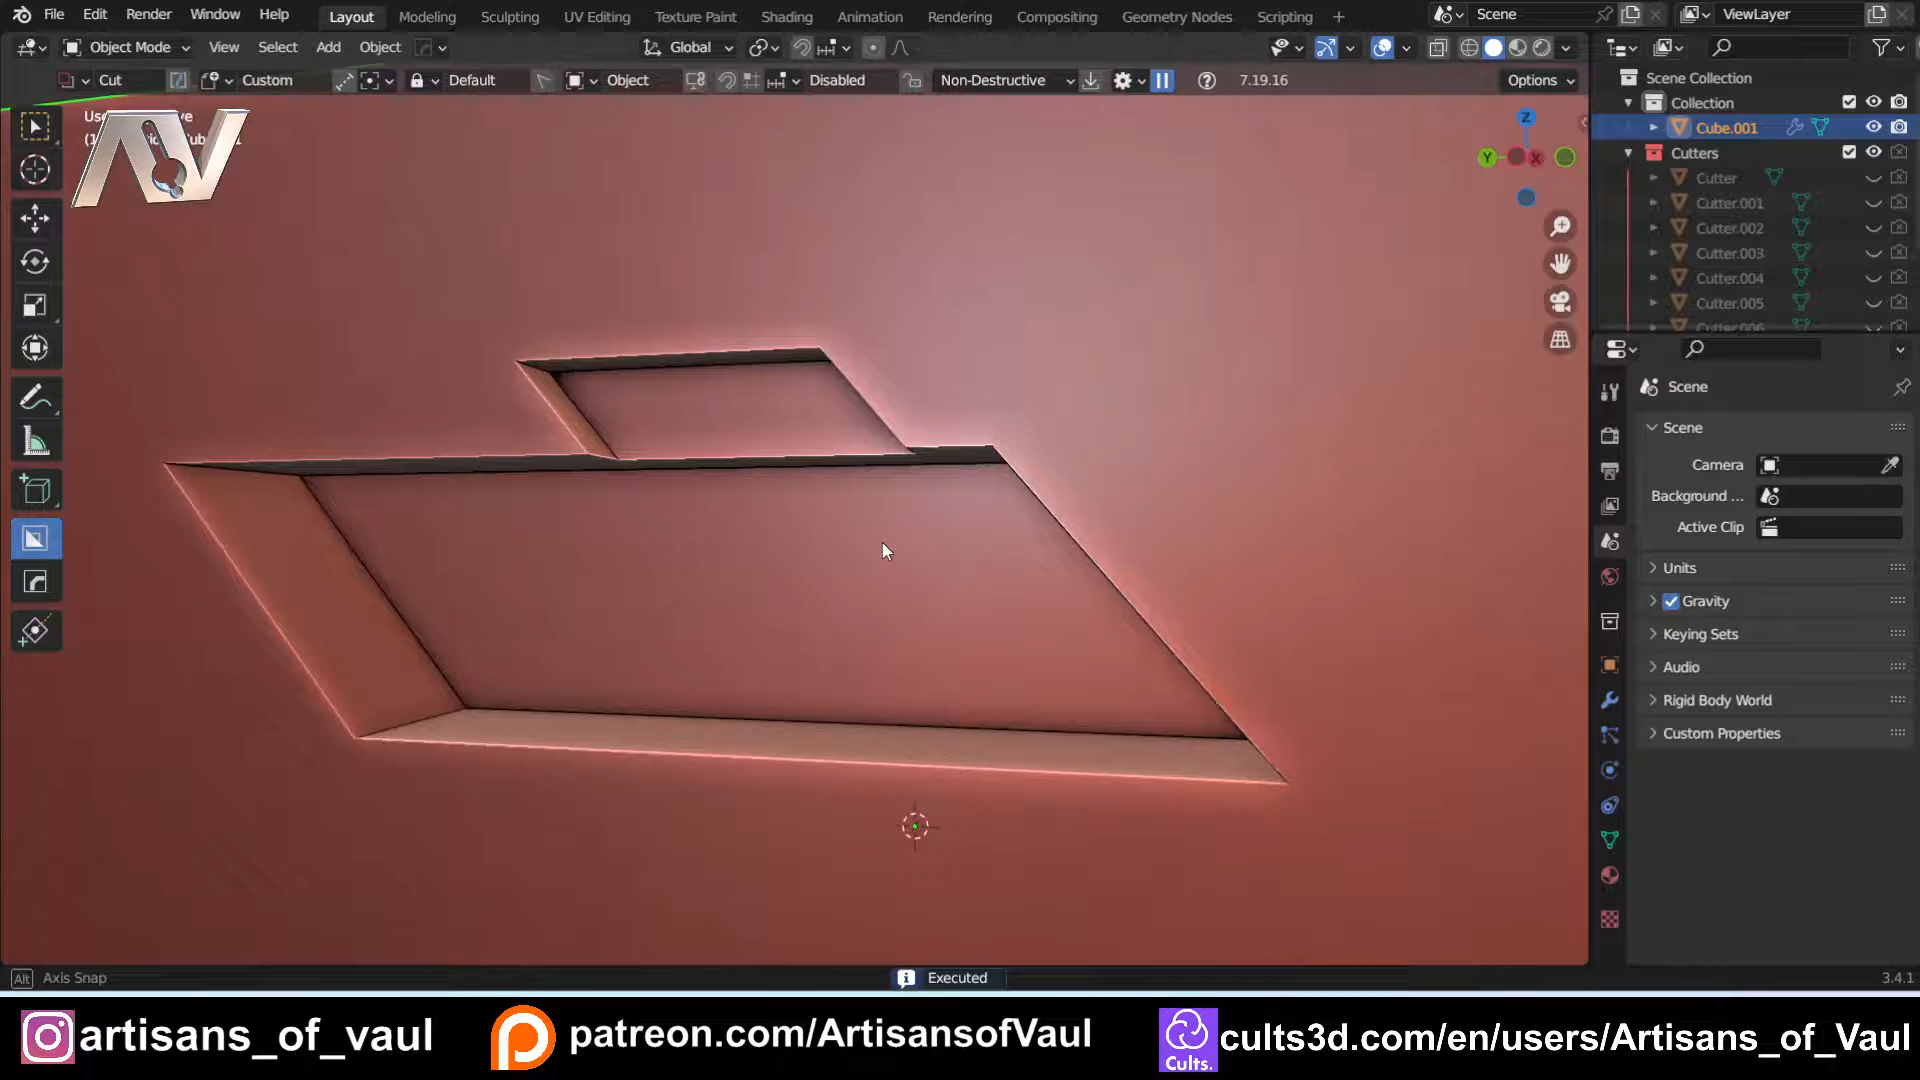 File Edit Render Window Help Layout Modeling Sculpting UV Editing Texture Paint Shading Animation Rendering Compositing Geometry Nodes Scripting + Scene ViewLayer
Object Mode View Select Add Object Global
Cut Custom Default Object Disabled Non-Destructive 7.19.16 Options
Scene Collection
Collection
Cube.001
Cutters
Cutter
Cutter.001
Cutter.002
Cutter.003
Cutter.004
Cutter.005
Cutter.006
AV
Z
Y
X
Scene
Scene
Camera
Background ...
Active Clip
Units
Gravity
Keying Sets
Audio
Rigid Body World
Custom Properties
Alt Axis Snap Executed 3.4.1
artisans_of_vaul patreon.com/ArtisansofVaul Cults. cults3d.com/en/users/Artisans_of_Vaul